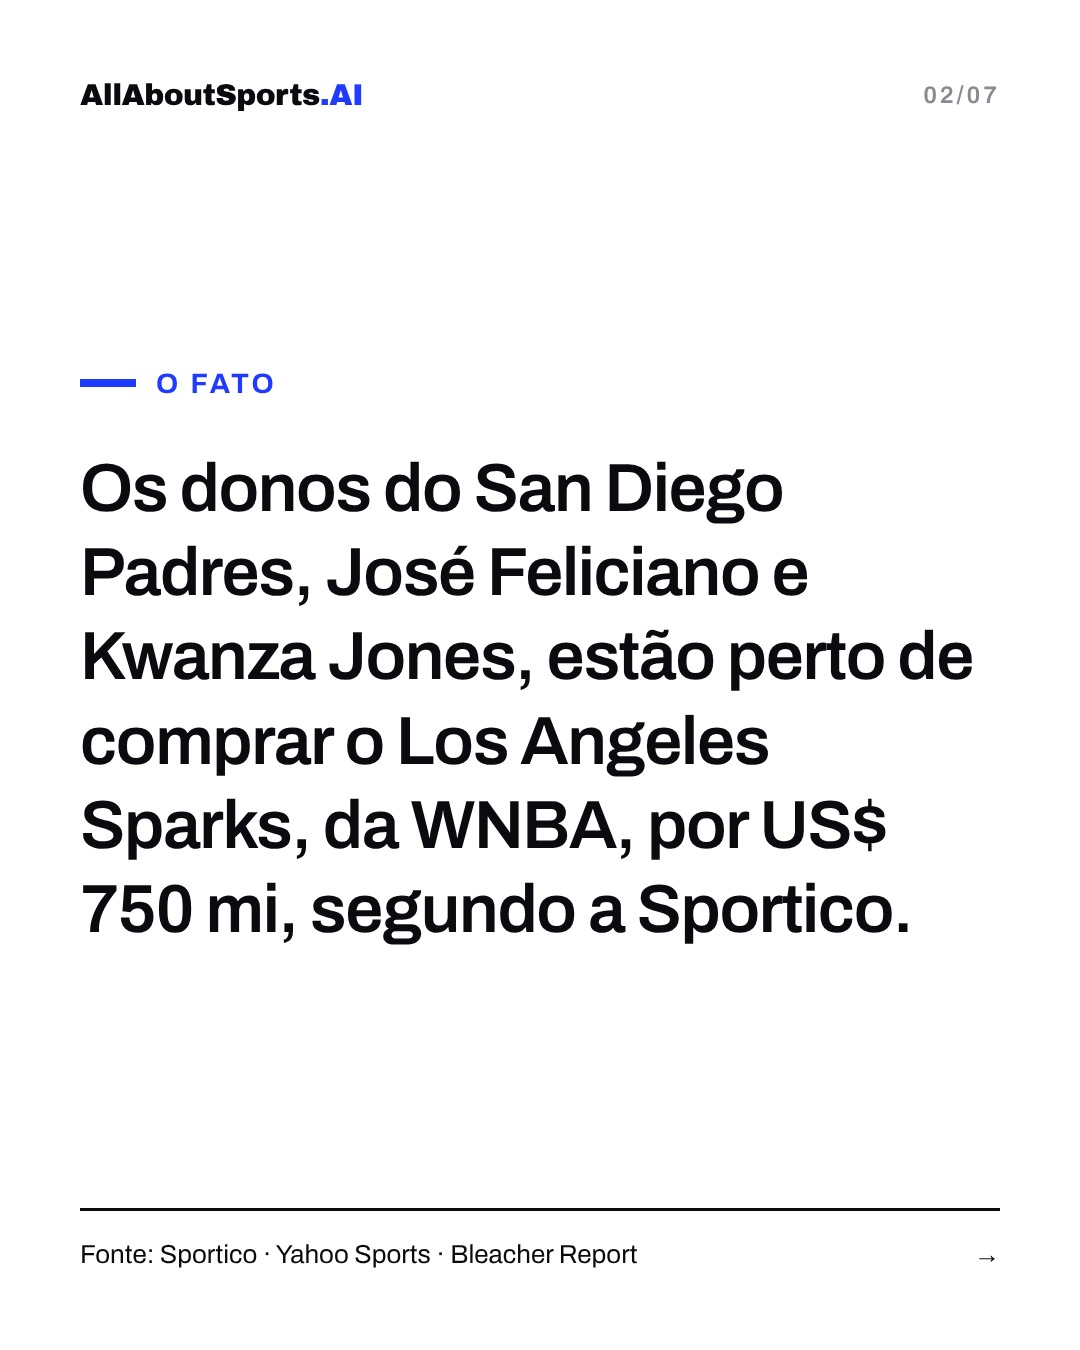 AllAboutSports.AI
02/07
O FATO
Os donos do San Diego
Padres, José Feliciano e
Kwanza Jones, estão perto de
comprar o Los Angeles
Sparks, da WNBA, por US$
750 mi, segundo a Sportico.
Fonte: Sportico · Yahoo Sports · Bleacher Report
→